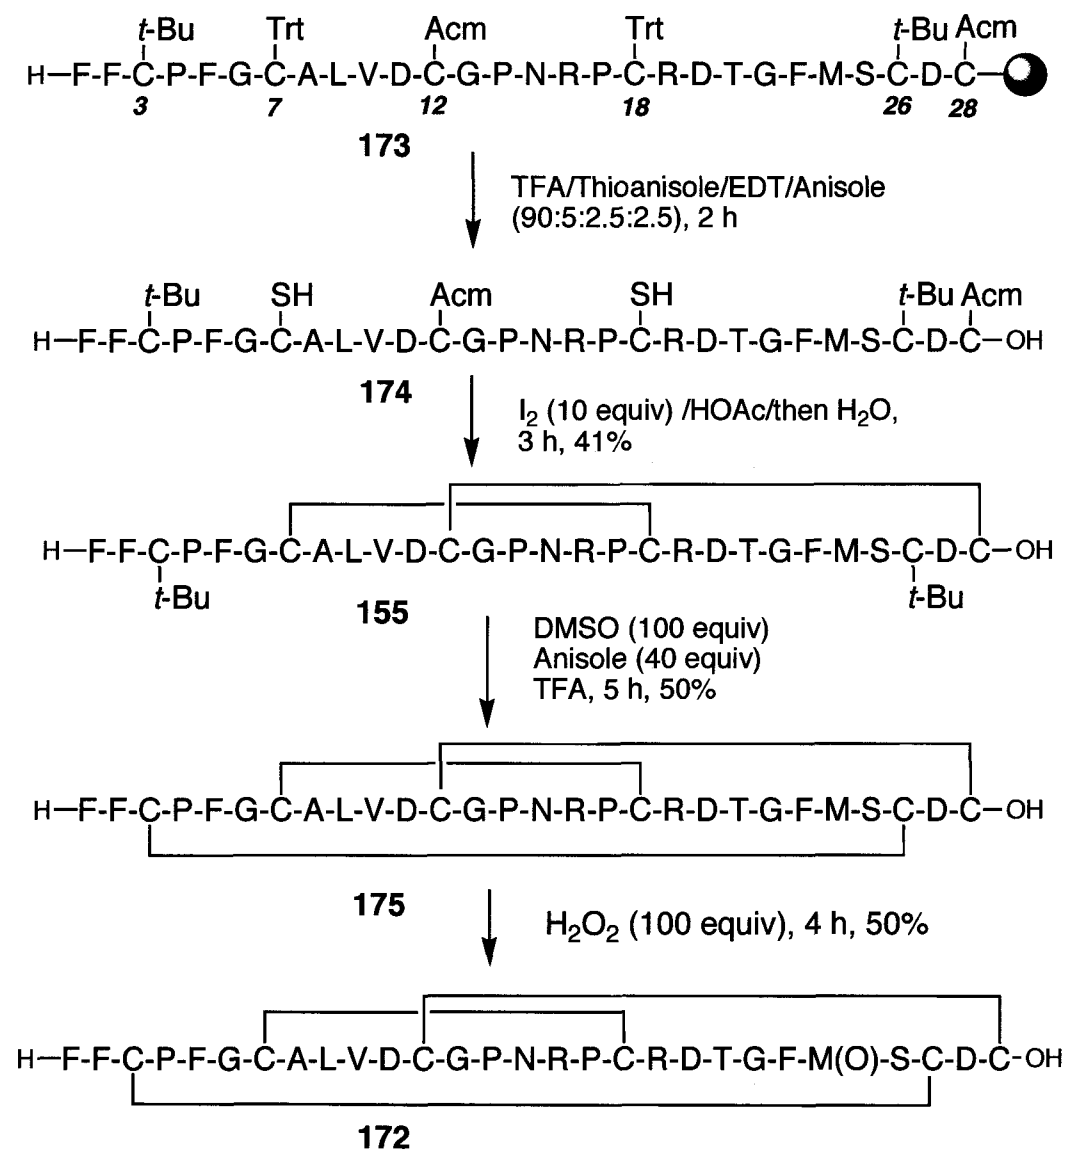 t-Bu Trt Acm Trt t-Bu Acm
H–F-F-C-P-F-G-C-A-L-V-D-C-G-P-N-R-P-C-R-D-T-G-F-M-S-C-D-C–
3 7 12 18 26 28
173
TFA/Thioanisole/EDT/Anisole
(90:5:2.5:2.5), 2 h
t-Bu SH Acm SH t-Bu Acm
H–F-F-C-P-F-G-C-A-L-V-D-C-G-P-N-R-P-C-R-D-T-G-F-M-S-C-D-C–OH
174
I₂ (10 equiv) /HOAc/then H₂O,
3 h, 41%
H–F-F-C-P-F-G-C-A-L-V-D-C-G-P-N-R-P-C-R-D-T-G-F-M-S-C-D-C–OH
t-Bu t-Bu
155
DMSO (100 equiv)
Anisole (40 equiv)
TFA, 5 h, 50%
H–F-F-C-P-F-G-C-A-L-V-D-C-G-P-N-R-P-C-R-D-T-G-F-M-S-C-D-C–OH
175
H₂O₂ (100 equiv), 4 h, 50%
H–F-F-C-P-F-G-C-A-L-V-D-C-G-P-N-R-P-C-R-D-T-G-F-M(O)-S-C-D-C-OH
172